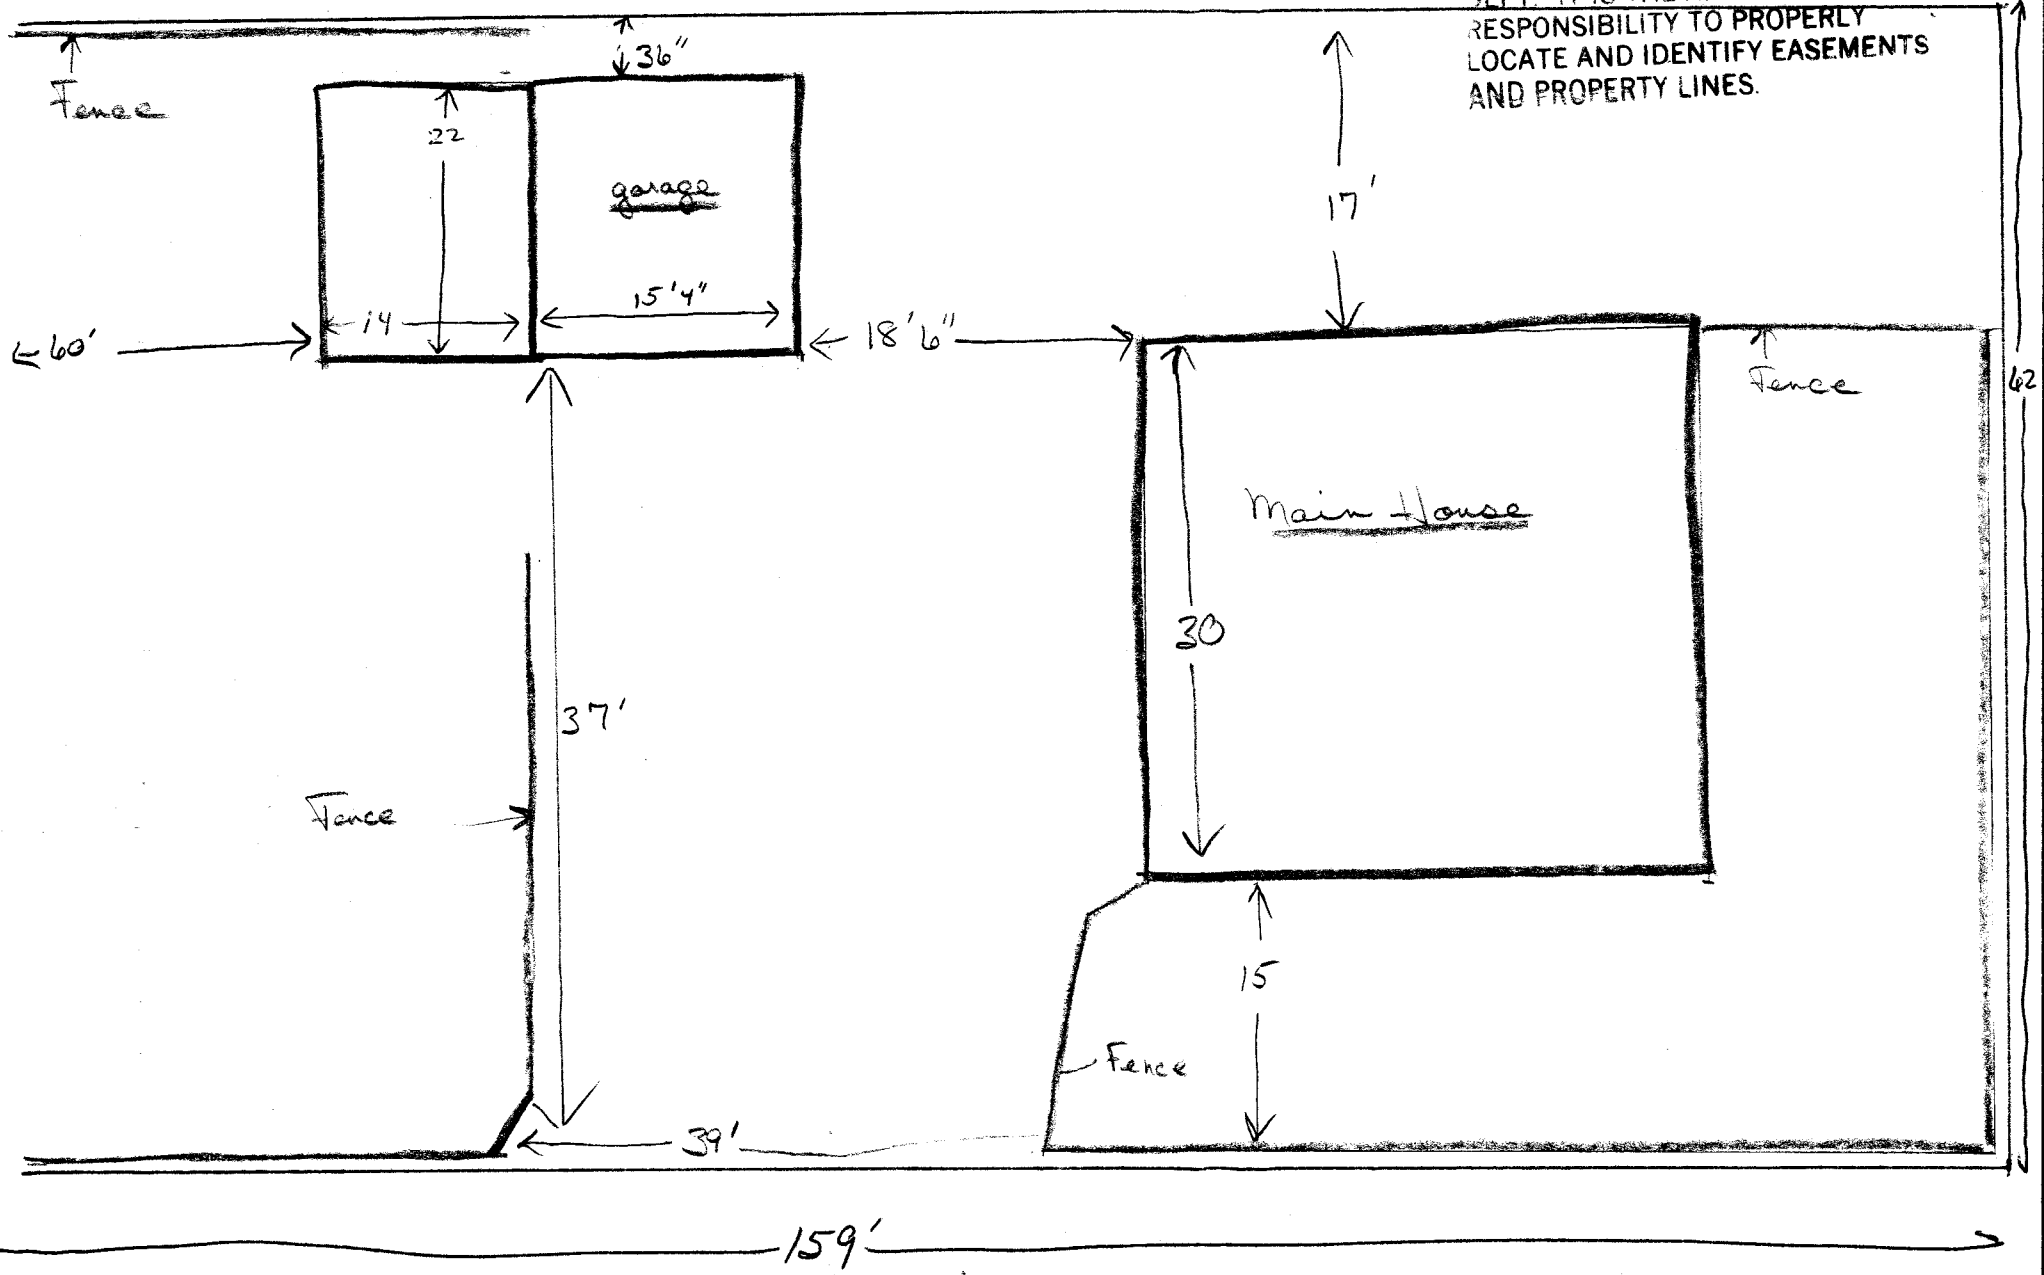 RESPONSIBILITY TO PROPERLY
LOCATE AND IDENTIFY EASEMENTS
AND PROPERTY LINES.
36"
Fence
22
garage
17'
14
15'4"
60'
18'6"
Fence
62
Main House
30
37'
Fence
15
Fence
39'
159'